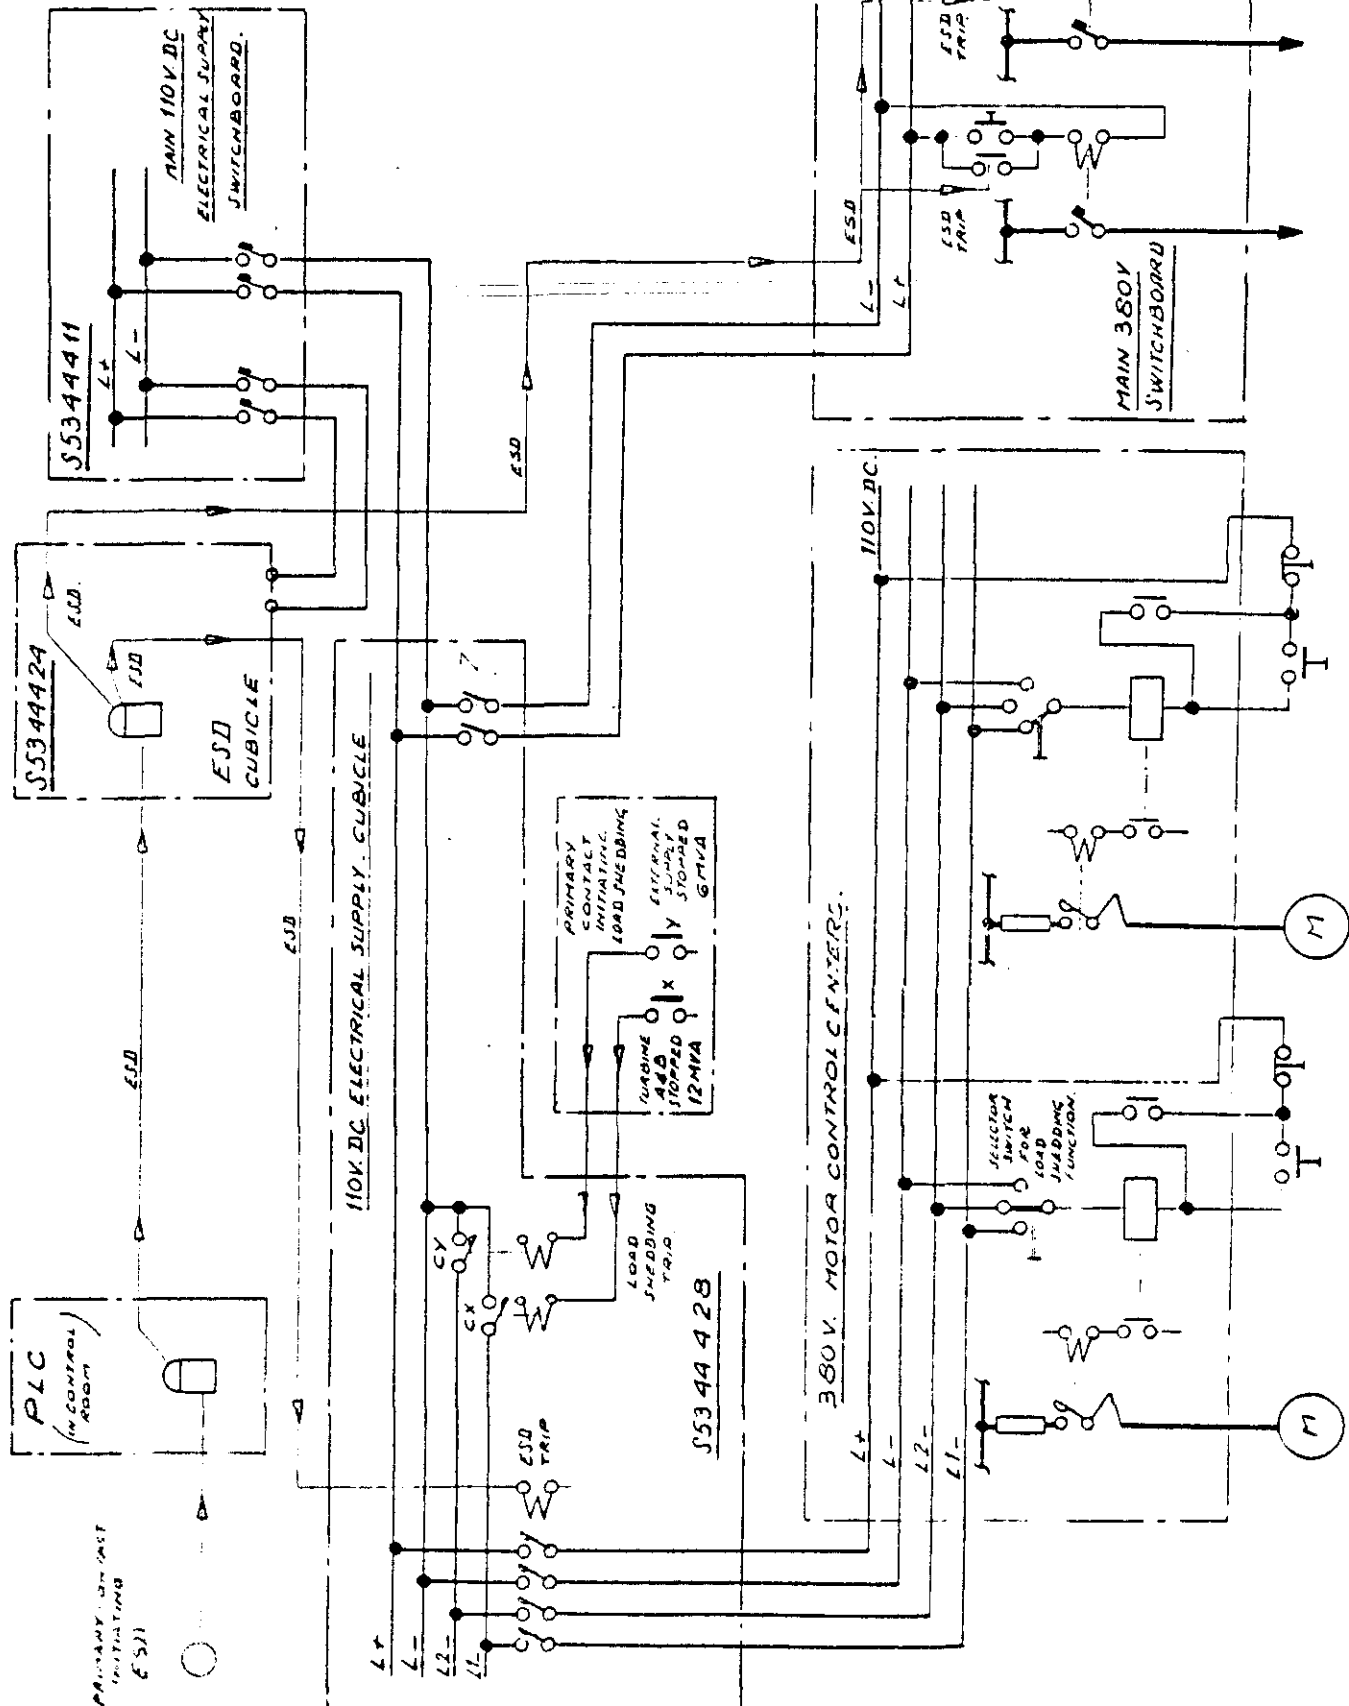 S5344411
L+
L-
MAIN 110V DC
ELECTRICAL SUPPLY
SWITCHBOARD.
S5344424
ESD.
ESD
ESD
CUBICLE
ESD
ESD
ESD
ESD
PLC
(IN CONTROL
ROOM)
INITIATING
ESD
110V. DC ELECTRICAL SUPPLY. CUBICLE
PRIMARY
CONTACT
INITIATING
LOAD SHEDDING
EXTERNAL
SUPPLY
STOPPED
6MVA
Y
X
TURBINE
A&B
STOPPED
12MVA
CY
CX
LOAD
SHEDDING
TRIP
ESD
TRIP
S5344428
L+
L-
L2-
L1-
ESD
TRIP
ESD
TRIP
L-
L+
MAIN 380V
SWITCHBOARD
110V. DC.
380V. MOTOR CONTROL CENTERS.
SELECTOR
SWITCH
FOR
LOAD
SHADDING
FUNCTION.
L+
L-
L2-
L1-
M
M